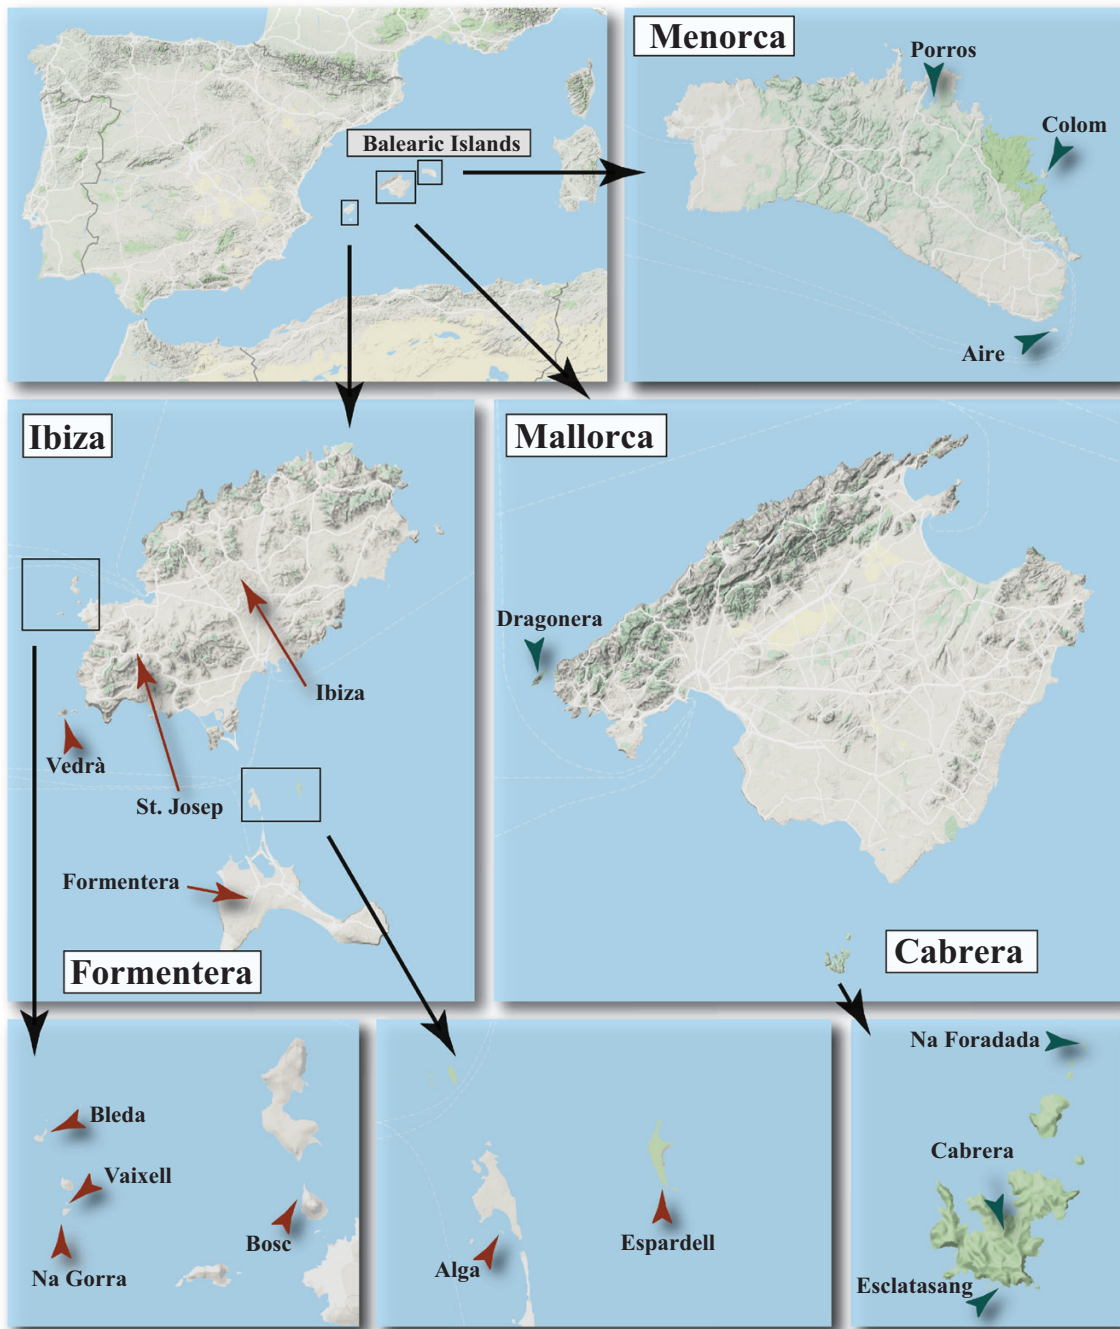 Balearic Islands
Menorca
Porros
Colom
Aire
Ibiza
Ibiza
Vedrà
St. Josep
Formentera
Formentera
Mallorca
Dragonera
Cabrera
Bleda
Vaixell
Na Gorra
Bosc
Alga
Espardell
Na Foradada
Cabrera
Esclatasang